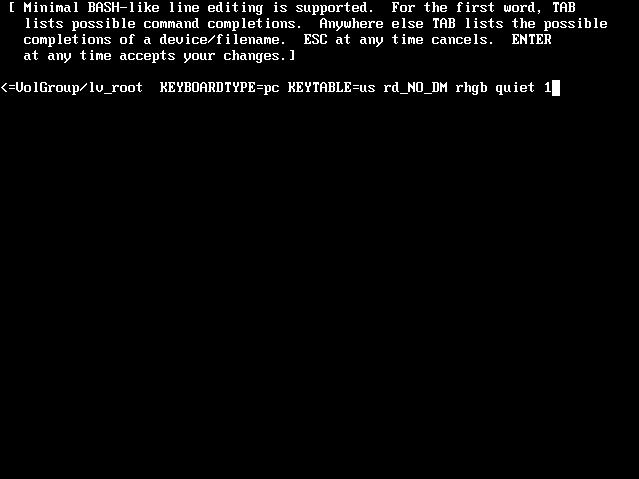 [ Minimal BASH-like line editing is supported.  For the first word, TAB
lists possible command completions.  Anywhere else TAB lists the possible
completions of a device/filename.  ESC at any time cancels.  ENTER
at any time accepts your changes.]
<=VolGroup/lv_root  KEYBOARDTYPE=pc KEYTABLE=us rd_NO_DM rhgb quiet 1